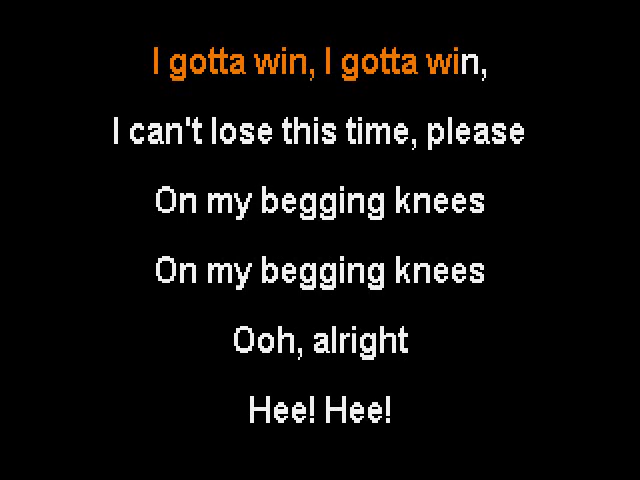 I gotta win, I gotta win,
I can't lose this time, please
On my begging knees
On my begging knees
Ooh, alright
Hee! Hee!